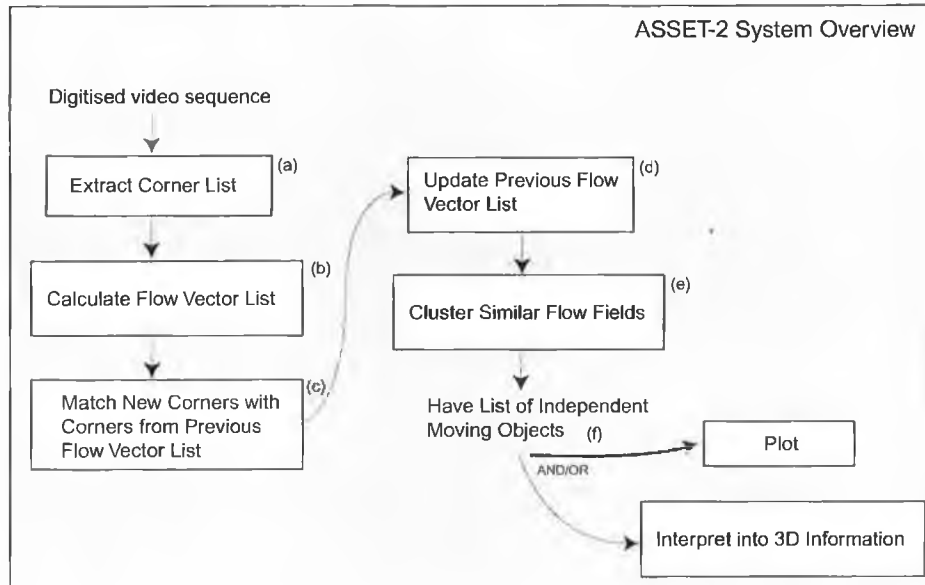 ASSET-2 System Overview
Digitised video sequence
Extract Corner List
(a)
Calculate Flow Vector List
(b)
Match New Corners with
Corners from Previous
Flow Vector List
(c),
Update Previous Flow
Vector List
(d)
Cluster Similar Flow Fields
(e)
Have List of Independent
Moving Objects (f)
AND/OR
Plot
Interpret into 3D Information